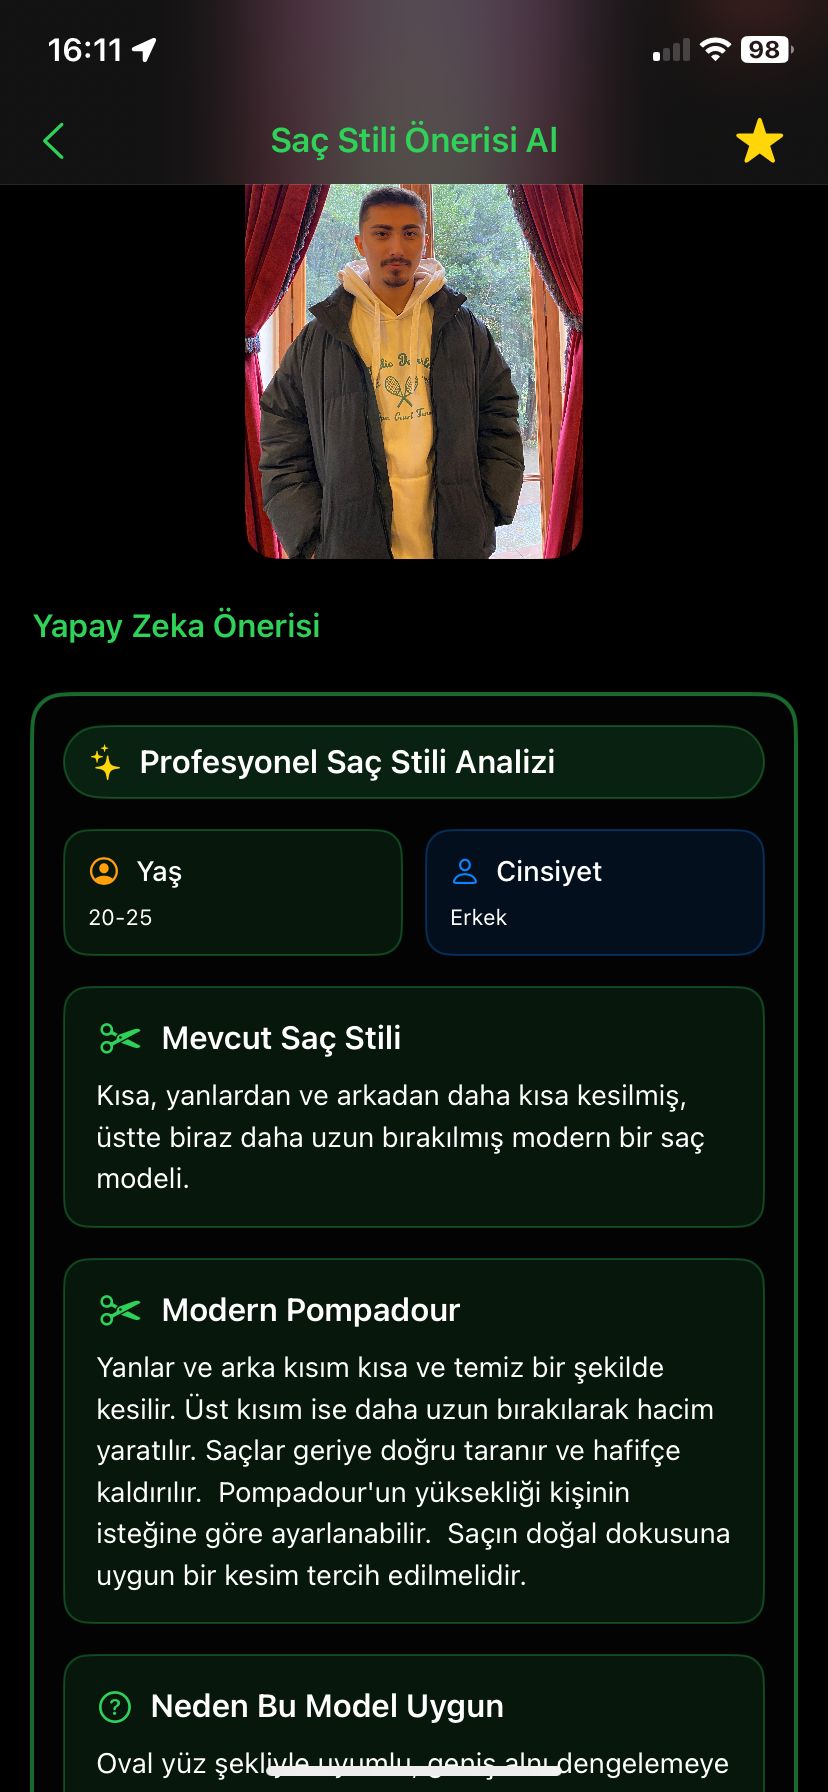 16:11
98
Saç Stili Önerisi Al
Yapay Zeka Önerisi
Profesyonel Saç Stili Analizi
Yaş
20-25
Cinsiyet
Erkek
Mevcut Saç Stili
Kısa, yanlardan ve arkadan daha kısa kesilmiş,
üstte biraz daha uzun bırakılmış modern bir saç
modeli.
Modern Pompadour
Yanlar ve arka kısım kısa ve temiz bir şekilde
kesilir. Üst kısım ise daha uzun bırakılarak hacim
yaratılır. Saçlar geriye doğru taranır ve hafifçe
kaldırılır.  Pompadour'un yüksekliği kişinin
isteğine göre ayarlanabilir.  Saçın doğal dokusuna
uygun bir kesim tercih edilmelidir.
Neden Bu Model Uygun
Oval yüz şekliyle uyumlu, geniş alnı dengelemeye